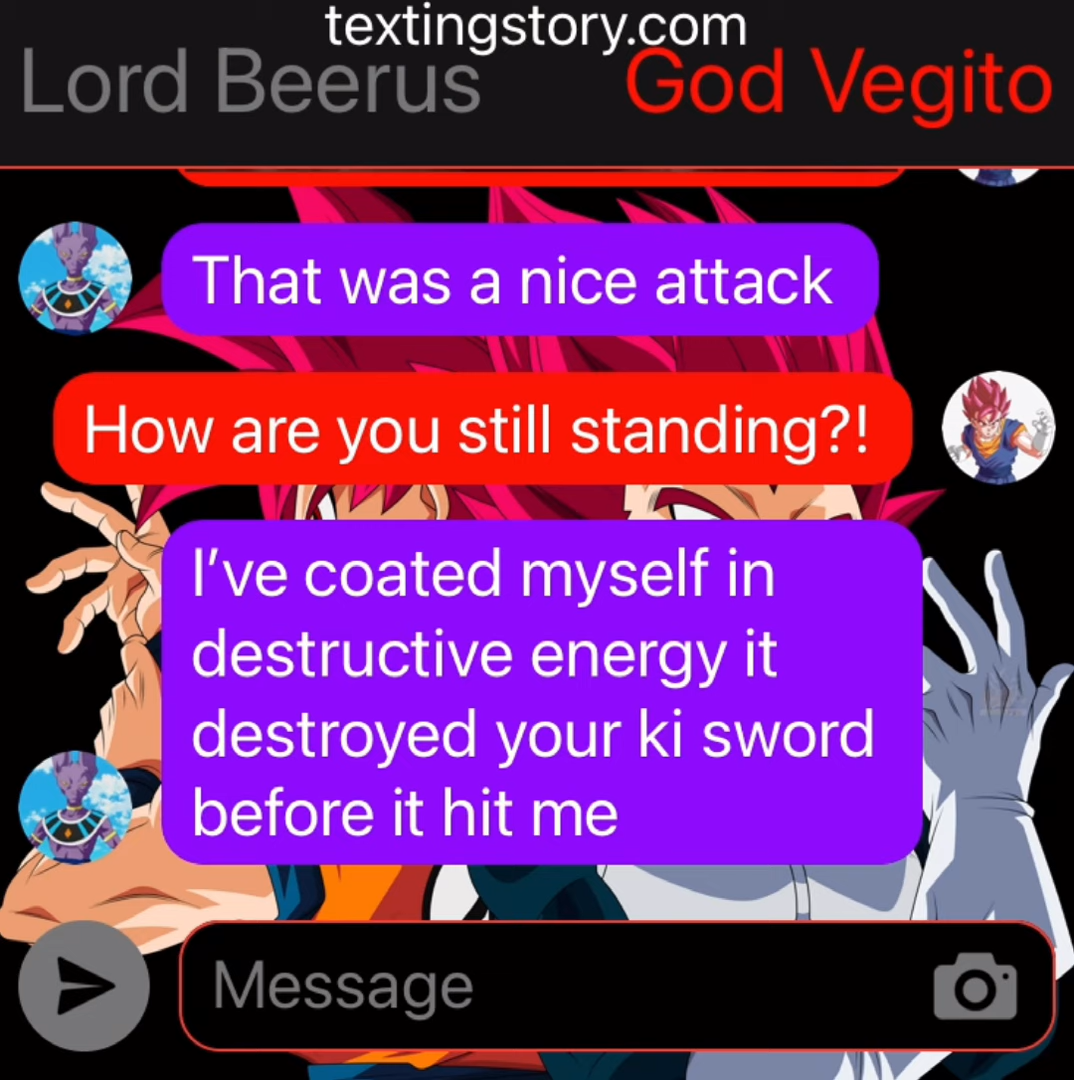 textingstory.com
Lord Beerus
God Vegito
That was a nice attack
How are you still standing?!
I’ve coated myself in
destructive energy it
destroyed your ki sword
before it hit me
Message